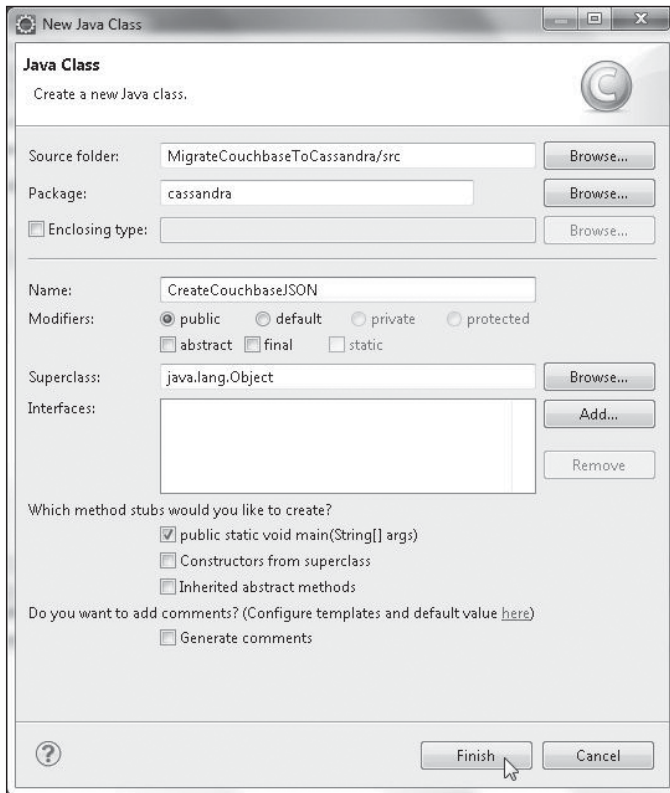 New Java Class
Java Class
Create a new Java class.
Source folder: MigrateCouchbaseToCassandra/src Browse...
Package: cassandra Browse...
Enclosing type: Browse...
Name: CreateCouchbaseJSON
Modifiers: public default private protected
abstract final static
Superclass: java.lang.Object Browse...
Interfaces: Add...
Remove
Which method stubs would you like to create?
public static void main(String[] args)
Constructors from superclass
Inherited abstract methods
Do you want to add comments? (Configure templates and default value here)
Generate comments
? Finish Cancel